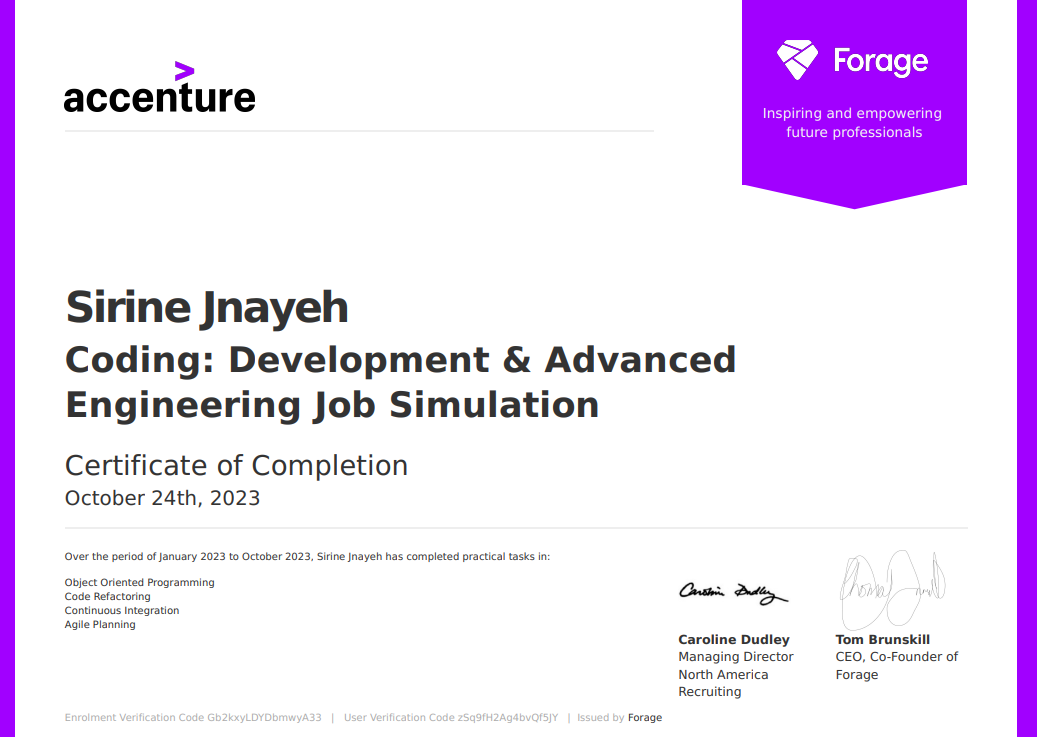 accenture
Forage
Inspiring and empowering
future professionals
Sirine Jnayeh
Coding: Development & Advanced
Engineering Job Simulation
Certificate of Completion
October 24th, 2023
Over the period of January 2023 to October 2023, Sirine Jnayeh has completed practical tasks in:
Object Oriented Programming
Code Refactoring
Continuous Integration
Agile Planning
Caroline Dudley
Caroline Dudley
Managing Director
North America
Recruiting
Tom Brunskill
CEO, Co-Founder of
Forage
Enrolment Verification Code Gb2kxyLDYDbmwyA33 | User Verification Code zSq9fH2Ag4bvQf5JY | Issued by Forage